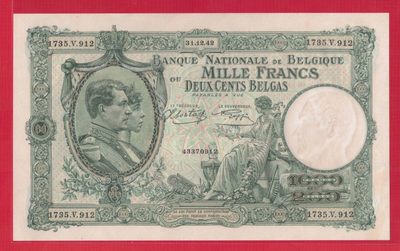 1735.V.912 31.12.42 1735.V.912
BANQUE NATIONALE DE BELGIQUE
MILLE FRANCS
OU
DEUX CENTS BELGAS
PAYABLES A VUE
LE TRÉSORIER, LE GOUVERNEUR,
43370912
1000
200
1735.V.912 1735.V.912